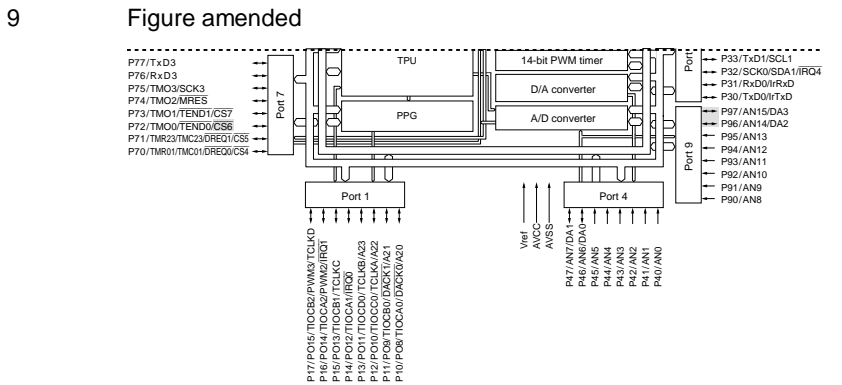 9 Figure amended
P77/TxD3
P76/RxD3
P75/TMO3/SCK3
P74/TMO2/MRES
P73/TMO1/TEND1/CS7
P72/TMO0/TEND0/CS6
P71/TMR23/TMC23/DREQ1/CS5
P70/TMR01/TMC01/DREQ0/CS4
Port 7
TPU
PPG
14-bit PWM timer
D/A converter
A/D converter
Port
P33/TxD1/SCL1
P32/SCK0/SDA1/IRQ4
P31/RxD0/IrRxD
P30/TxD0/IrTxD
Port 9
P97/AN15/DA3
P96/AN14/DA2
P95/AN13
P94/AN12
P93/AN11
P92/AN10
P91/AN9
P90/AN8
Port 1
Port 4
P17/PO15/TIOCB2/PWM3/TCLKD
P16/PO14/TIOCA2/PWM2/IRQ1
P15/PO13/TIOCB1/TCLKC
P14/PO12/TIOCA1/IRQ0
P13/PO11/TIOCD0/TCLKB/A23
P12/PO10/TIOCC0/TCLKA/A22
P11/PO9/TIOCB0/DACK1/A21
P10/PO8/TIOCA0/DACK0/A20
Vref
AVCC
AVSS
P47/AN7/DA1
P46/AN6/DA0
P45/AN5
P44/AN4
P43/AN3
P42/AN2
P41/AN1
P40/AN0